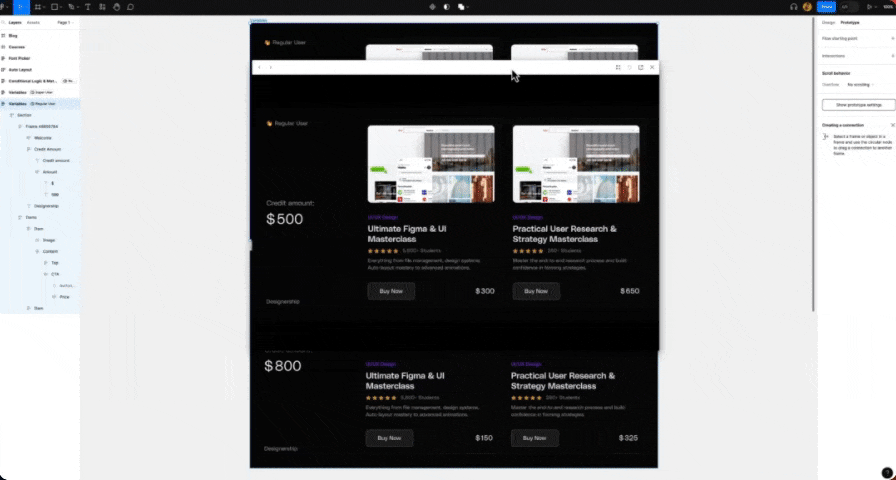 Layers Assets Page 1
Blog
Courses
Font Picker
Auto Layout
Conditional Logic & Mat...
Variables Super User
Variables Regular User
Section
Welcome
Credit Amount
Credit amount:
Amount
$
Designership
Items
Item
Image
Content
Top
CTA
Price
Item
👋 Regular User
👋 Regular User
Credit amount:
$500
Designership
UI/UX Design
Ultimate Figma & UI
Masterclass
5,000+ Students
Everything from file management, design systems,
Auto layout mastery to advanced animations.
Buy Now $300
UI/UX Design
Practical User Research &
Strategy Masterclass
280+ Students
Master the end-to-end research process and build
confidence in forming strategies.
Buy Now $650
$800
Designership
UI/UX Design
Ultimate Figma & UI
Masterclass
5,000+ Students
Everything from file management, design systems,
Auto layout mastery to advanced animations.
Buy Now $150
UI/UX Design
Practical User Research &
Strategy Masterclass
280+ Students
Master the end-to-end research process and build
confidence in forming strategies.
Buy Now $325
Design Prototype
Flow starting point
Interactions
Scroll behavior
Overflow No scrolling
Show prototype settings
Creating a connection
Select a frame or object in a
frame and use the circular node
to drag a connection to another
frame.